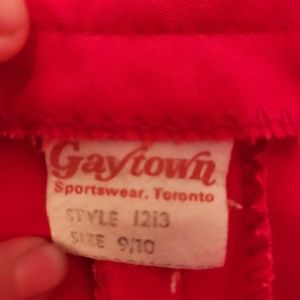 Gaytown
Sportswear, Toronto
STYLE 1213
SIZE 9/10